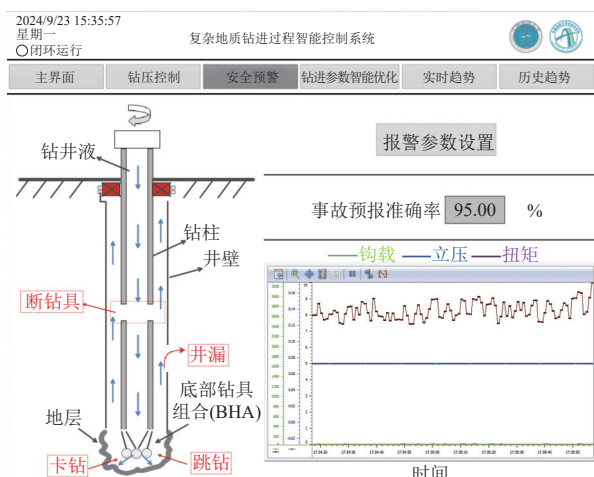 2024/9/23 15:35:57
星期一
闭环运行
复杂地质钻进过程智能控制系统
主界面 钻压控制 安全预警 钻进参数智能优化 实时趋势 历史趋势
钻井液
钻柱
井壁
断钻具
井漏
底部钻具
组合(BHA)
地层
卡钻
跳钻
报警参数设置
事故预报准确率 95.00 %
钩载 立压 扭矩
时间